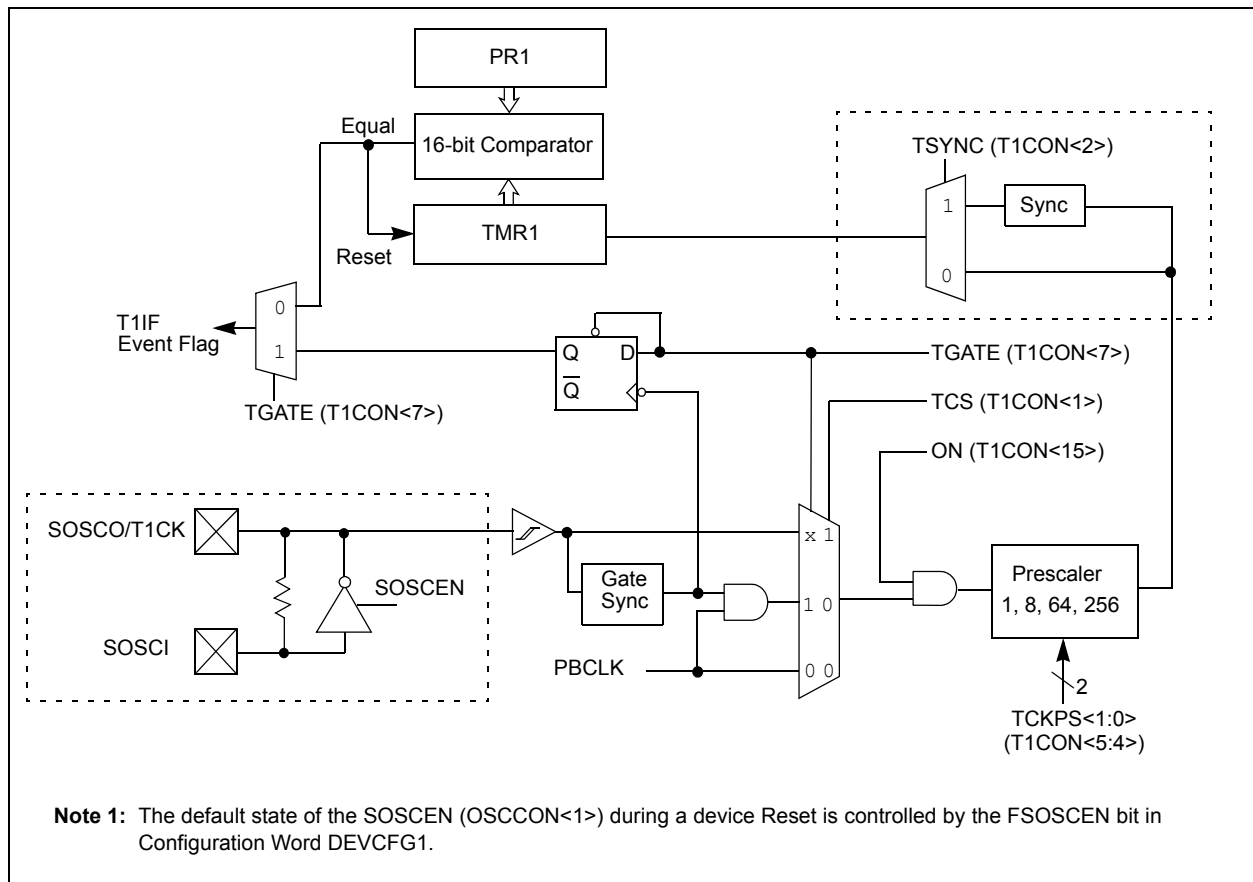 PR1
Equal
16-bit Comparator
TSYNC (T1CON<2>)
1
Sync
TMR1
Reset
0
0
T1IF
Event Flag
1
Q D
Q
TGATE (T1CON<7>)
TGATE (T1CON<7>)
TCS (T1CON<1>)
ON (T1CON<15>)
SOSCO/T1CK
x 1
SOSCEN
Gate
Sync
1 0
Prescaler
1, 8, 64, 256
SOSCI
PBCLK
0 0
2
TCKPS<1:0>
(T1CON<5:4>)
Note 1: The default state of the SOSCEN (OSCCON<1>) during a device Reset is controlled by the FSOSCEN bit in
Configuration Word DEVCFG1.